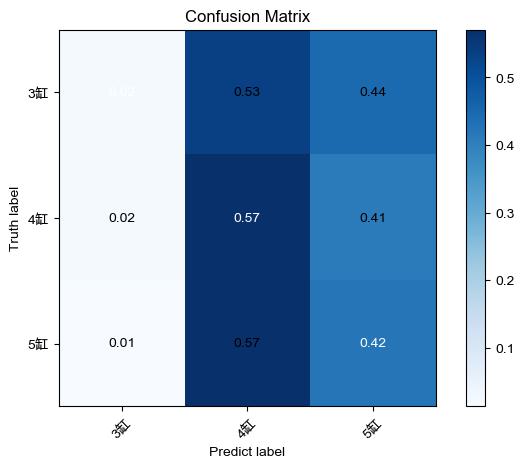 Confusion Matrix
3缸 0.02 0.53 0.44
4缸 0.02 0.57 0.41
5缸 0.01 0.57 0.42
Truth label
3缸 4缸 5缸
Predict label
0.5
0.4
0.3
0.2
0.1